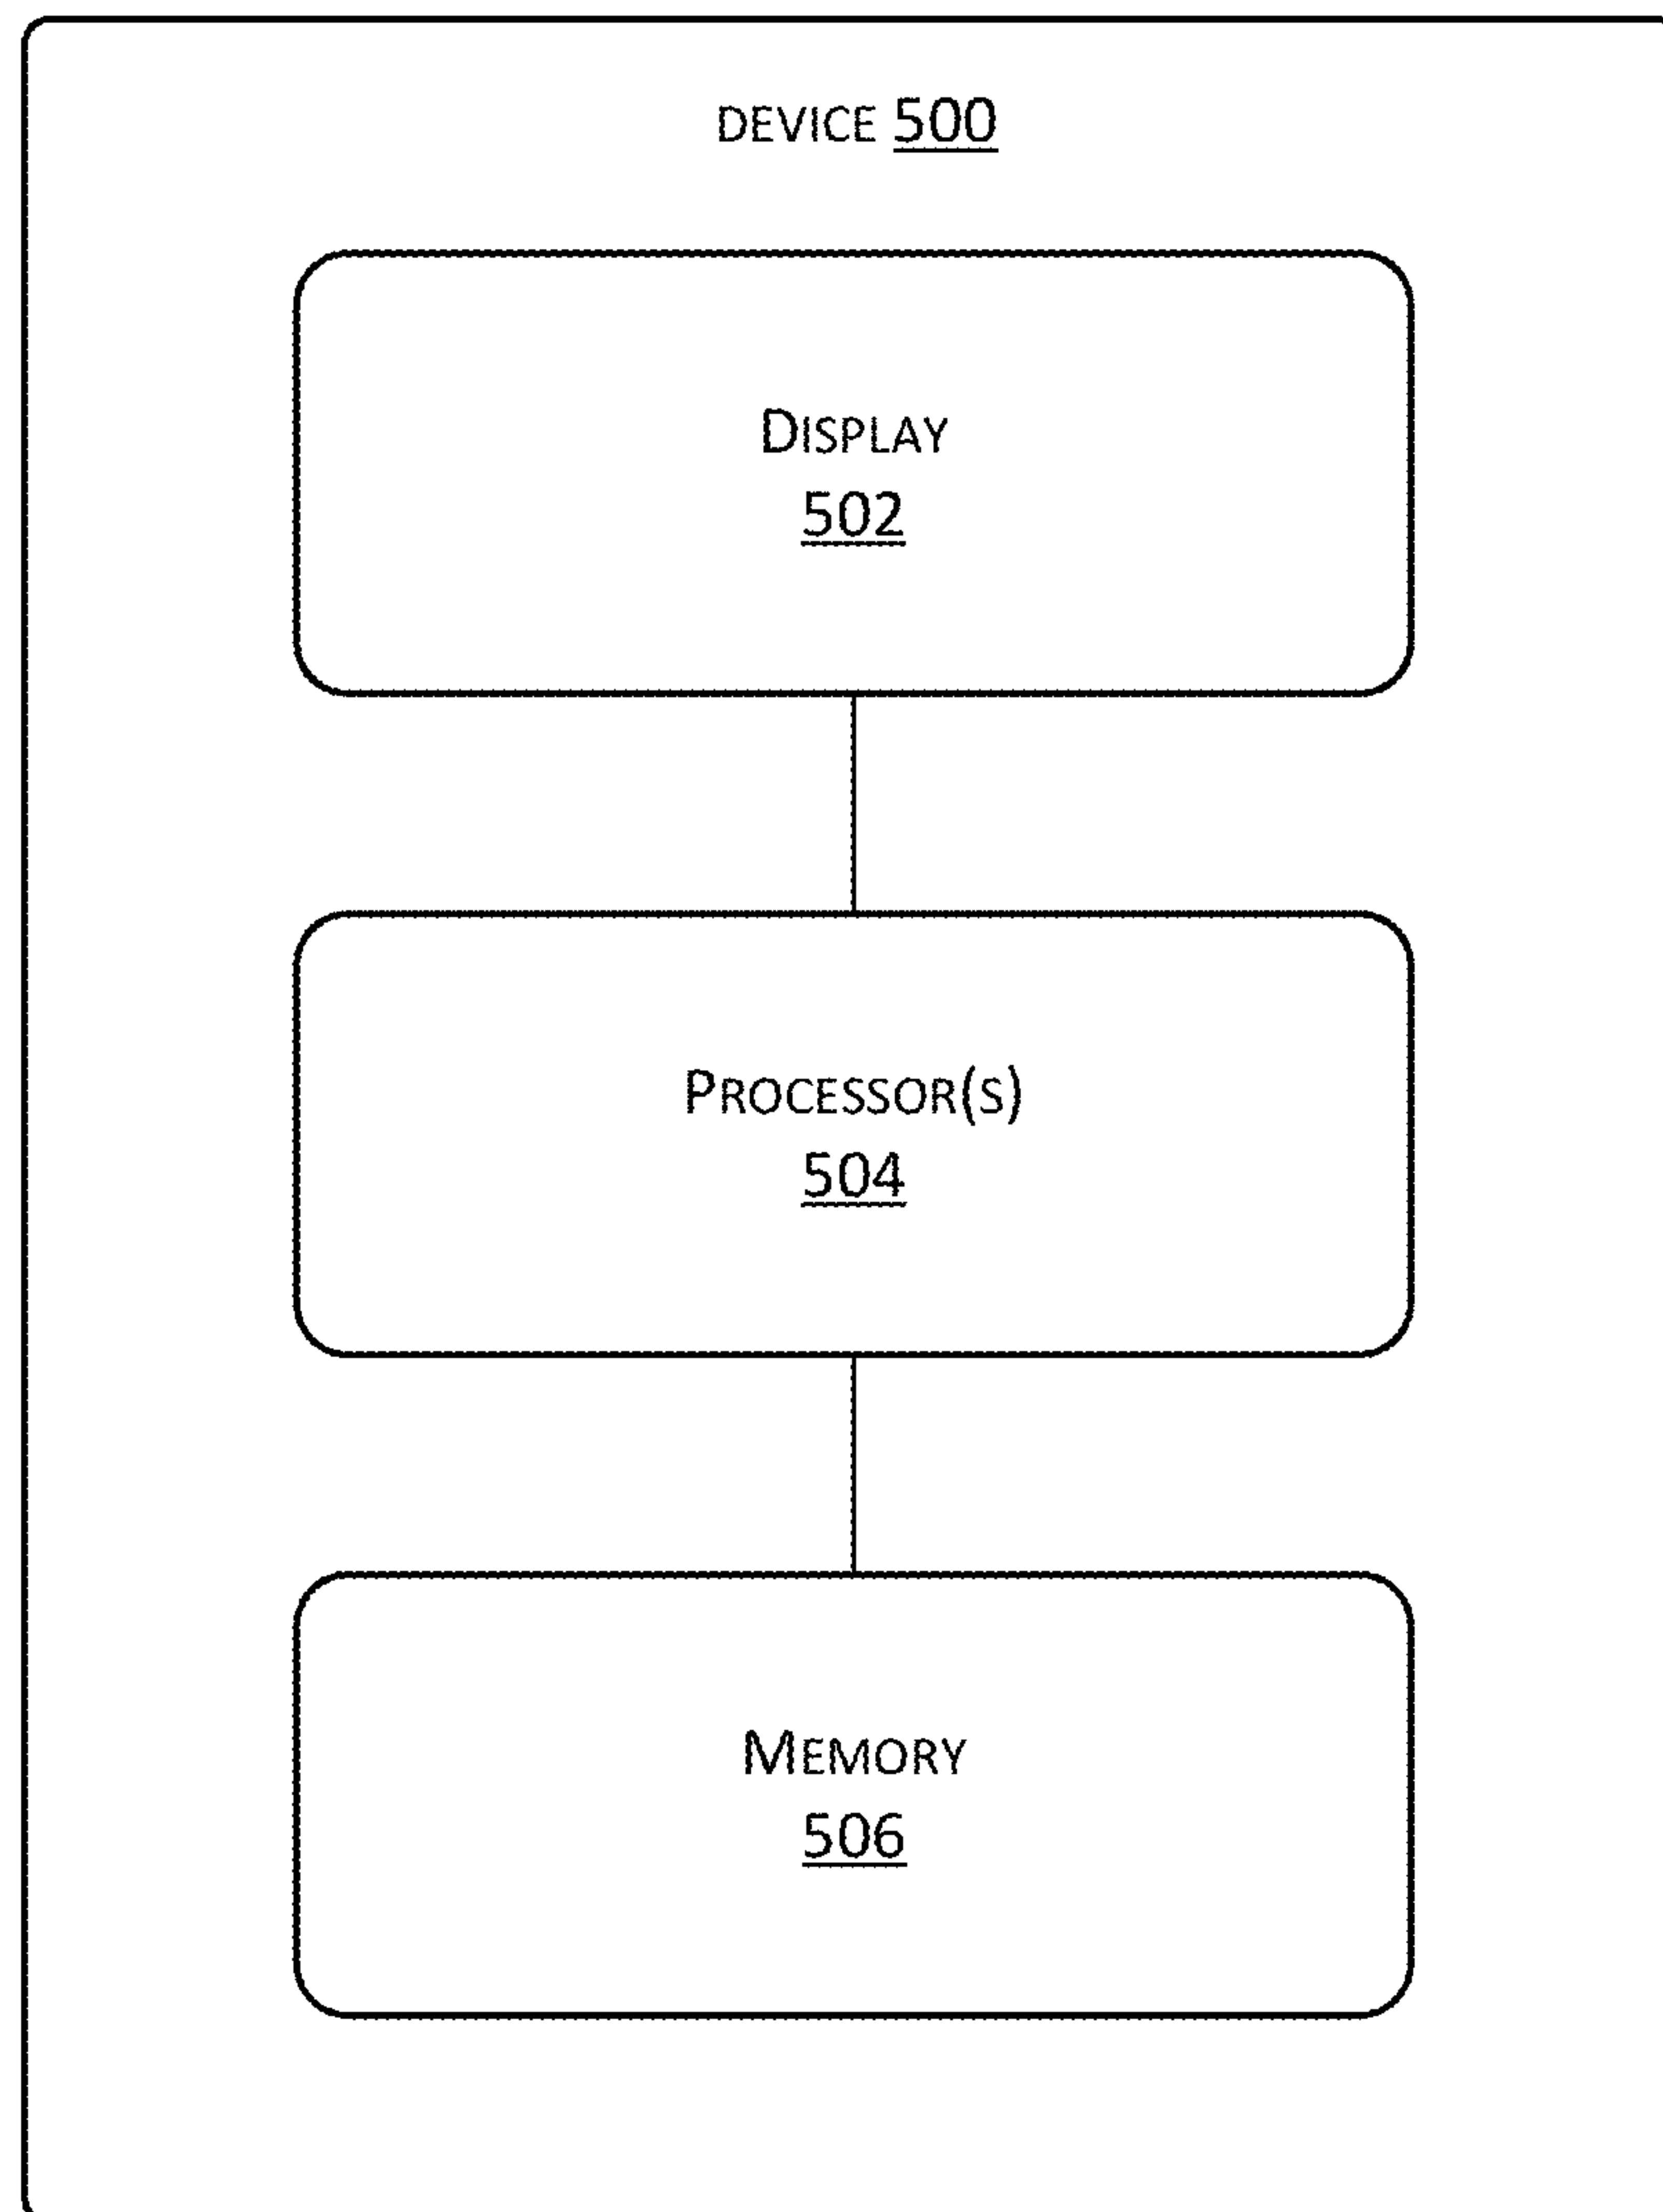 DEVICE 500
DISPLAY
502
PROCESSOR(S)
504
MEMORY
506